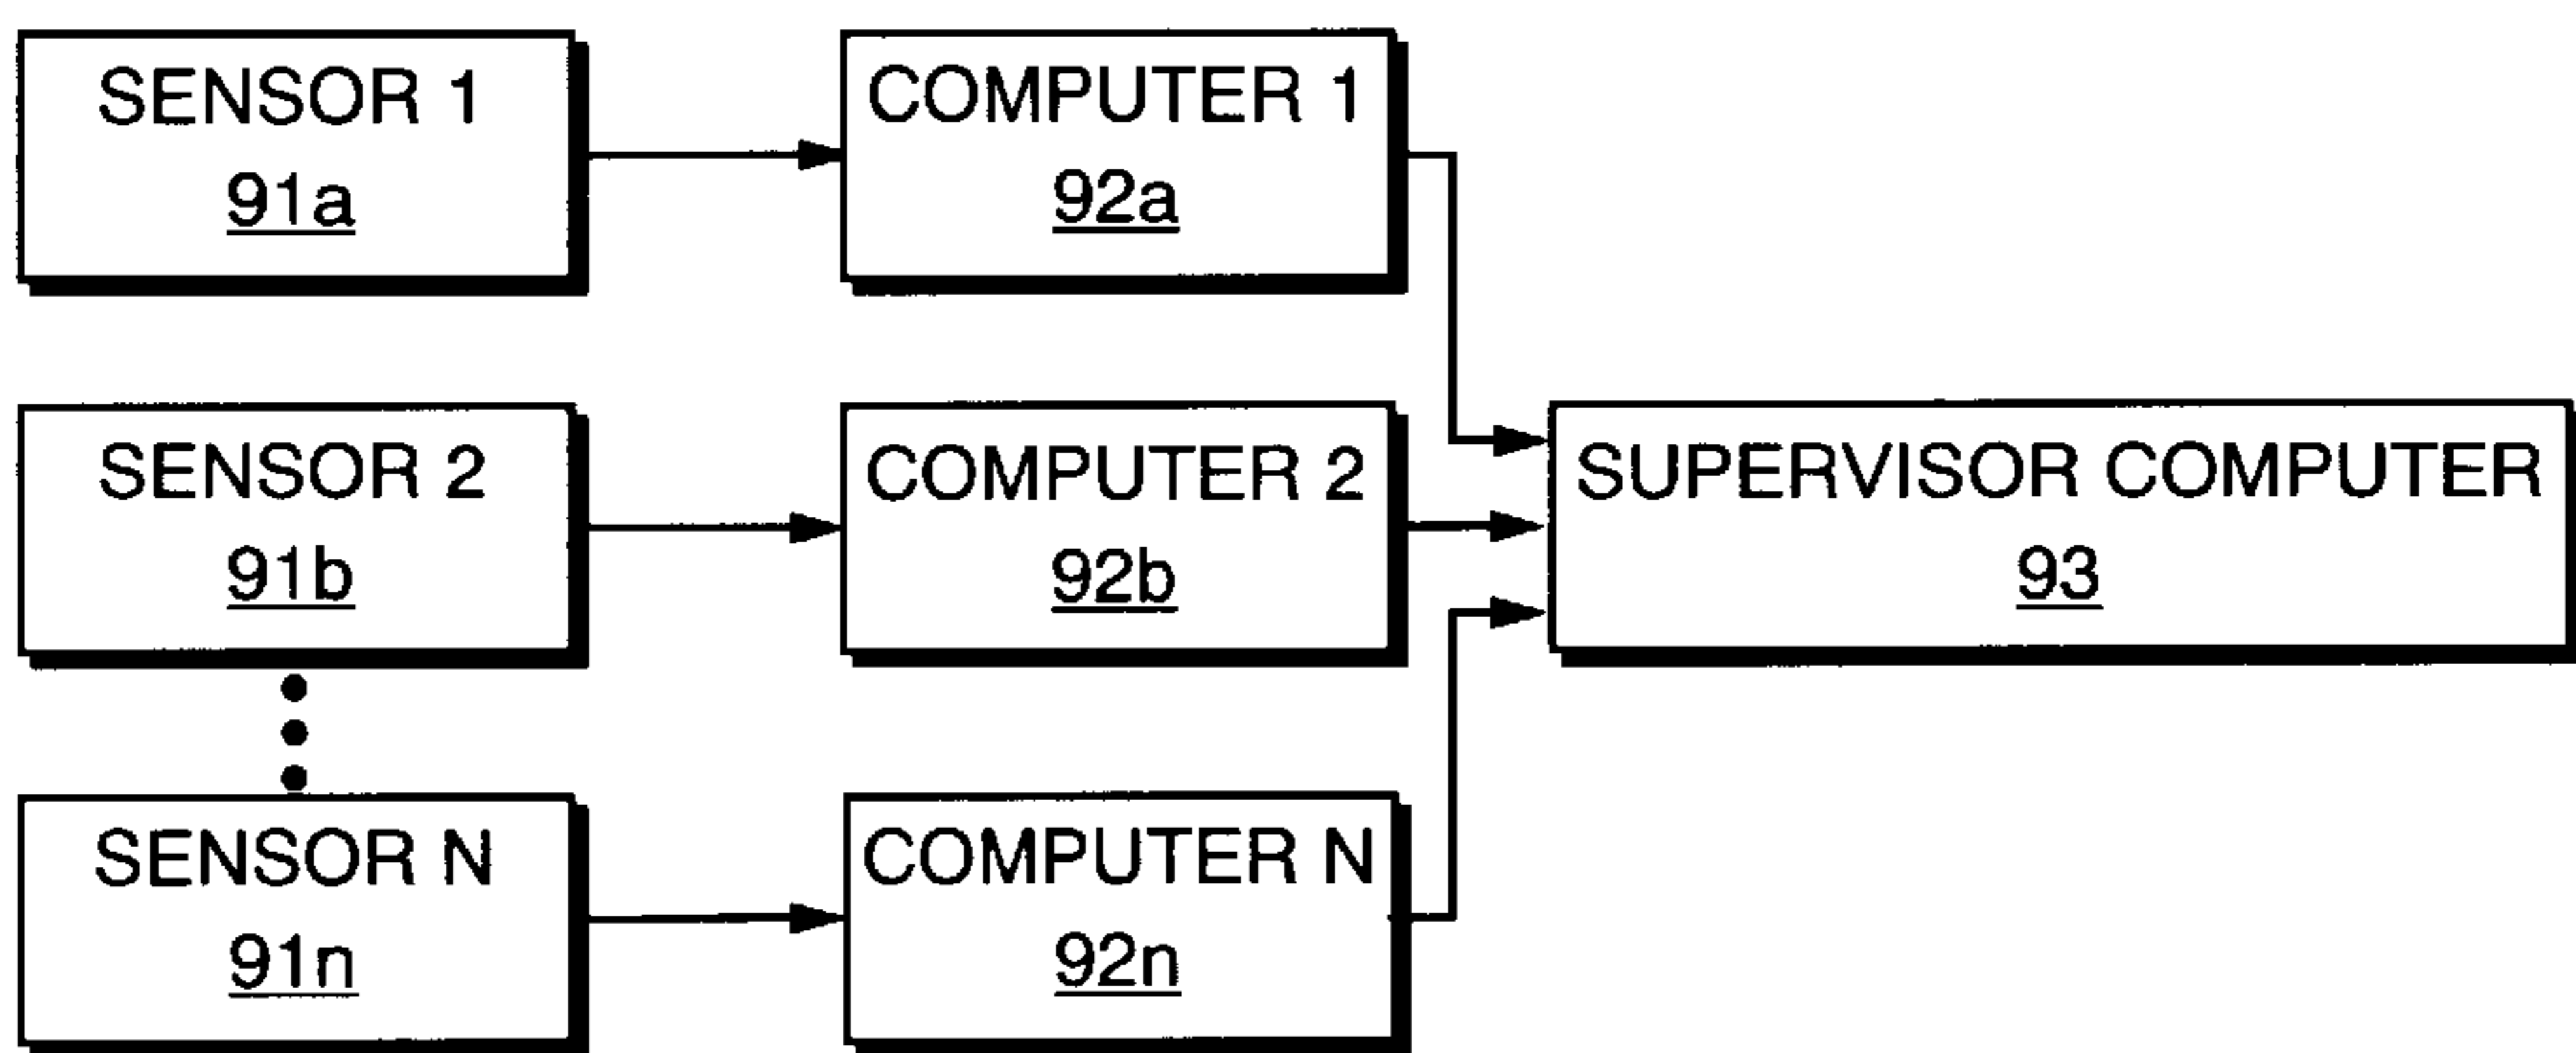 SENSOR 1
91a
COMPUTER 1
92a
SENSOR 2
91b
COMPUTER 2
92b
SUPERVISOR COMPUTER
93
SENSOR N
91n
COMPUTER N
92n